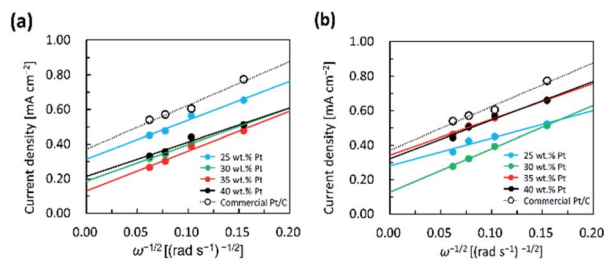 (a)
Current density [mA cm−2]
1.00
0.80
0.60
0.40
0.20
0.00
25 wt.% Pt
30 wt.% Pt
35 wt.% Pt
40 wt.% Pt
Commercial Pt/C
0.00 0.05 0.10 0.15 0.20
ω−1/2 [(rad s−1) −1/2]
(b)
Current density [mA cm−2]
1.00
0.80
0.60
0.40
0.20
0.00
25 wt.% Pt
30 wt.% Pt
35 wt.% Pt
40 wt.% Pt
Commercial Pt/C
0.00 0.05 0.10 0.15 0.20
ω−1/2 [(rad s−1) −1/2]